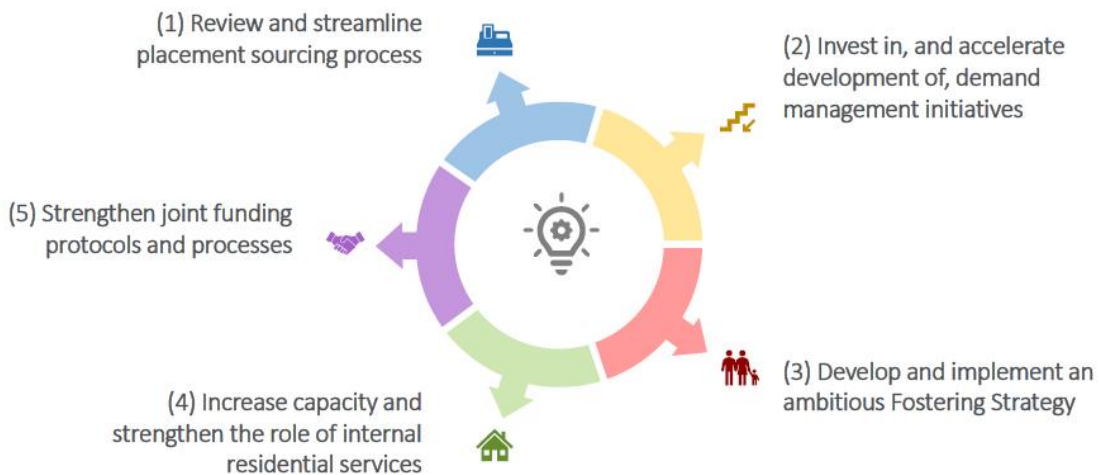 (1) Review and streamline
placement sourcing process
(2) Invest in, and accelerate
development of, demand
management initiatives
(5) Strengthen joint funding
protocols and processes
(3) Develop and implement an
ambitious Fostering Strategy
(4) Increase capacity and
strengthen the role of internal
residential services